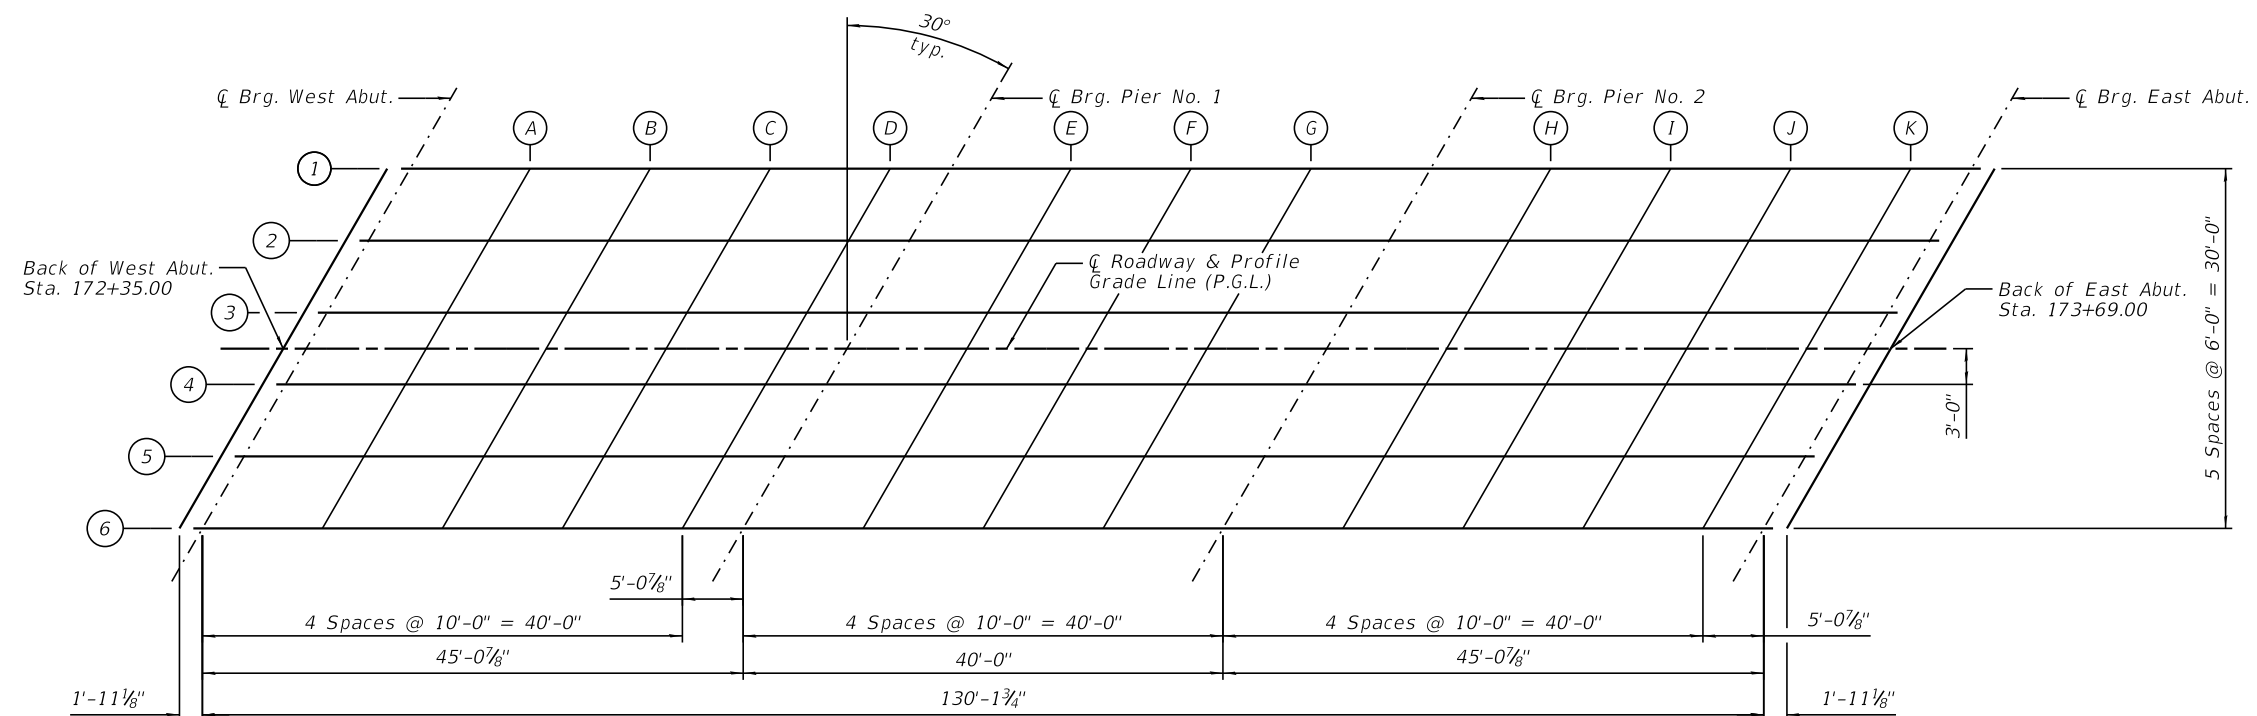 30°
typ.
℄ Brg. West Abut.
℄ Brg. Pier No. 1
℄ Brg. Pier No. 2
℄ Brg. East Abut.
A
B
C
D
E
F
G
H
I
J
K
1
2
3
4
5
6
Back of West Abut.
Sta. 172+35.00
℄ Roadway & Profile
Grade Line (P.G.L.)
Back of East Abut.
Sta. 173+69.00
5 Spaces @ 6'-0" = 30'-0"
3'-0"
5'-0⅞"
4 Spaces @ 10'-0" = 40'-0"
4 Spaces @ 10'-0" = 40'-0"
4 Spaces @ 10'-0" = 40'-0"
5'-0⅞"
45'-0⅞"
40'-0"
45'-0⅞"
1'-11⅛"
130'-1¾"
1'-11⅛"